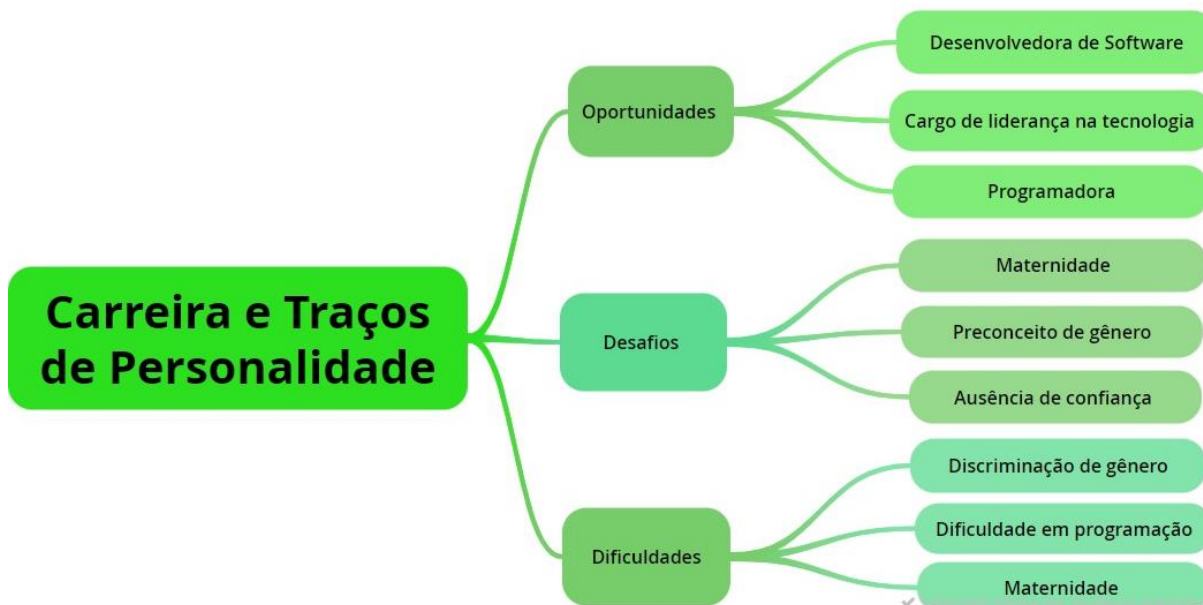 Carreira e Traços
de Personalidade
Oportunidades
Desenvolvedora de Software
Cargo de liderança na tecnologia
Programadora
Desafios
Maternidade
Preconceito de gênero
Ausência de confiança
Dificuldades
Discriminação de gênero
Dificuldade em programação
Maternidade